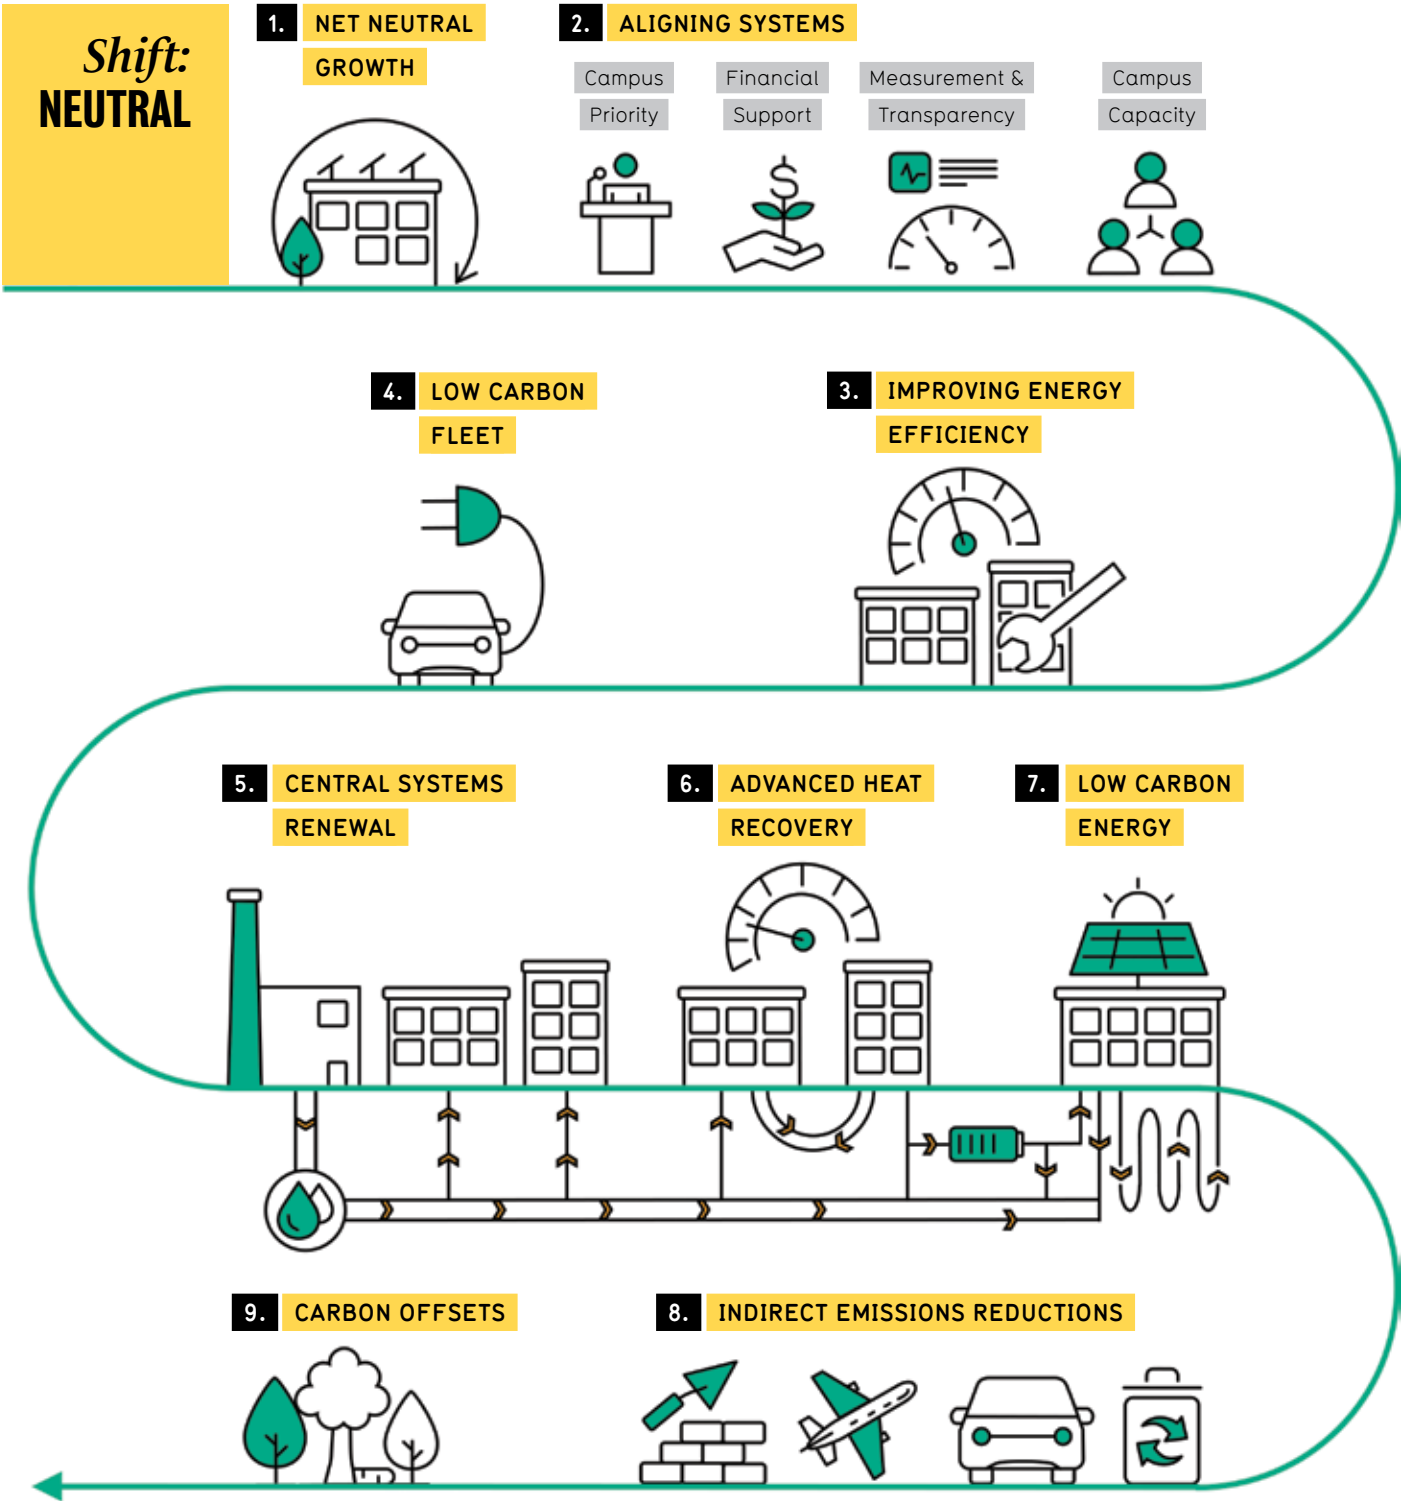 Shift:
NEUTRAL
1. NET NEUTRAL
GROWTH
2. ALIGNING SYSTEMS
Campus
Priority
Financial
Support
Measurement &
Transparency
Campus
Capacity
$
3. IMPROVING ENERGY
EFFICIENCY
4. LOW CARBON
FLEET
5. CENTRAL SYSTEMS
RENEWAL
6. ADVANCED HEAT
RECOVERY
7. LOW CARBON
ENERGY
8. INDIRECT EMISSIONS REDUCTIONS
9. CARBON OFFSETS